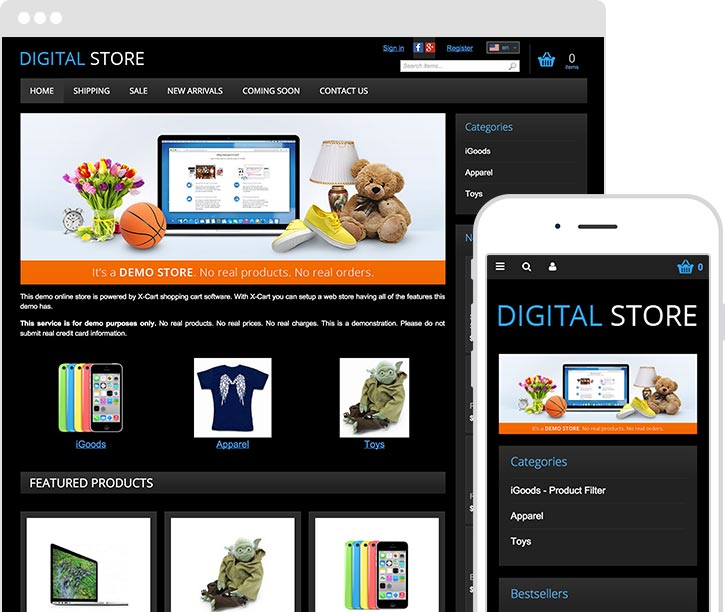 DIGITAL STORE
Sign in
Register
en
Search items...
0
items
HOME
SHIPPING
SALE
NEW ARRIVALS
COMING SOON
CONTACT US
It's a DEMO STORE. No real products. No real orders.
This demo online store is powered by X-Cart shopping cart software. With X-Cart you can setup a web store having all of the features this
demo has.
This service is for demo purposes only. No real products. No real prices. No real charges. This is a demonstration. Please do not
submit real credit card information.
iGoods
Apparel
Toys
FEATURED PRODUCTS
Categories
iGoods
Apparel
Toys
0
DIGITAL STORE
It's a DEMO STORE. No real products. No real orders.
Categories
iGoods - Product Filter
Apparel
Toys
Bestsellers